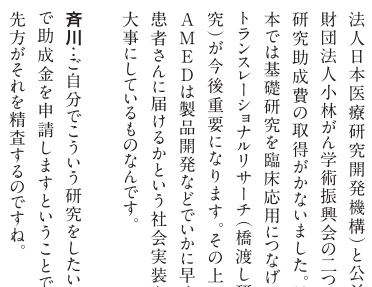 法人日本医療研究開発機構）と公益
財団法人小林がん学術振興会の二つ
研究助成費の取得がかないました。
本では基礎研究を臨床応用につなげ
トランスレーショナルリサーチ（橋渡し研
究）が今後重要になります。その上
AMEDは製品開発などでいかに早く
患者さんに届けるかという社会実装
大事にしているものなんです。
斉川…ご自分でこういう研究をしたい
で助成金を申請しますということで
先方がそれを精査するのですね。